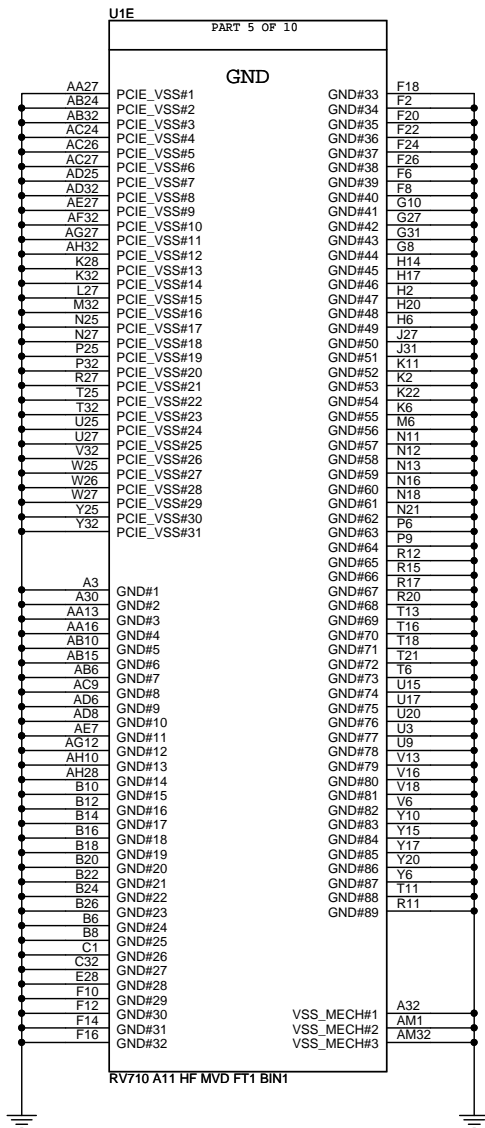 U1E
PART 5 OF 10
GND
AA27 PCIE_VSS#1 GND#33 F18
AB24 PCIE_VSS#2 GND#34 F2
AB32 PCIE_VSS#3 GND#35 F20
AC24 PCIE_VSS#4 GND#36 F22
AC26 PCIE_VSS#5 GND#37 F24
AC27 PCIE_VSS#6 GND#38 F26
AD25 PCIE_VSS#7 GND#39 F6
AD32 PCIE_VSS#8 GND#40 F8
AE27 PCIE_VSS#9 GND#41 G10
AF32 PCIE_VSS#10 GND#42 G27
AG27 PCIE_VSS#11 GND#43 G31
AH32 PCIE_VSS#12 GND#44 G8
K28 PCIE_VSS#13 GND#45 H14
K32 PCIE_VSS#14 GND#46 H17
L27 PCIE_VSS#15 GND#47 H2
M32 PCIE_VSS#16 GND#48 H20
N25 PCIE_VSS#17 GND#49 H6
N27 PCIE_VSS#18 GND#50 J27
P25 PCIE_VSS#19 GND#51 J31
P32 PCIE_VSS#20 GND#52 K11
R27 PCIE_VSS#21 GND#53 K2
T25 PCIE_VSS#22 GND#54 K22
T32 PCIE_VSS#23 GND#55 K6
U25 PCIE_VSS#24 GND#56 M6
U27 PCIE_VSS#25 GND#57 N11
V32 PCIE_VSS#26 GND#58 N12
W25 PCIE_VSS#27 GND#59 N13
W26 PCIE_VSS#28 GND#60 N16
W27 PCIE_VSS#29 GND#61 N18
Y25 PCIE_VSS#30 GND#62 N21
Y32 PCIE_VSS#31 GND#63 P6
GND#64 P9
GND#65 R12
GND#66 R15
A3 GND#1 GND#67 R17
A30 GND#2 GND#68 R20
AA13 GND#3 GND#69 T13
AA16 GND#4 GND#70 T16
AB10 GND#5 GND#71 T18
AB15 GND#6 GND#72 T21
AB6 GND#7 GND#73 T6
AC9 GND#8 GND#74 U15
AD6 GND#9 GND#75 U17
AD8 GND#10 GND#76 U20
AE7 GND#11 GND#77 U3
AG12 GND#12 GND#78 U9
AH10 GND#13 GND#79 V13
AH28 GND#14 GND#80 V16
B10 GND#15 GND#81 V18
B12 GND#16 GND#82 V6
B14 GND#17 GND#83 Y10
B16 GND#18 GND#84 Y15
B18 GND#19 GND#85 Y17
B20 GND#20 GND#86 Y20
B22 GND#21 GND#87 Y6
B24 GND#22 GND#88 T11
B26 GND#23 GND#89 R11
B6 GND#24
B8 GND#25
C1 GND#26
C32 GND#27
E28 GND#28
F10 GND#29
F12 GND#30 VSS_MECH#1 A32
F14 GND#31 VSS_MECH#2 AM1
F16 GND#32 VSS_MECH#3 AM32
RV710 A11 HF MVD FT1 BIN1